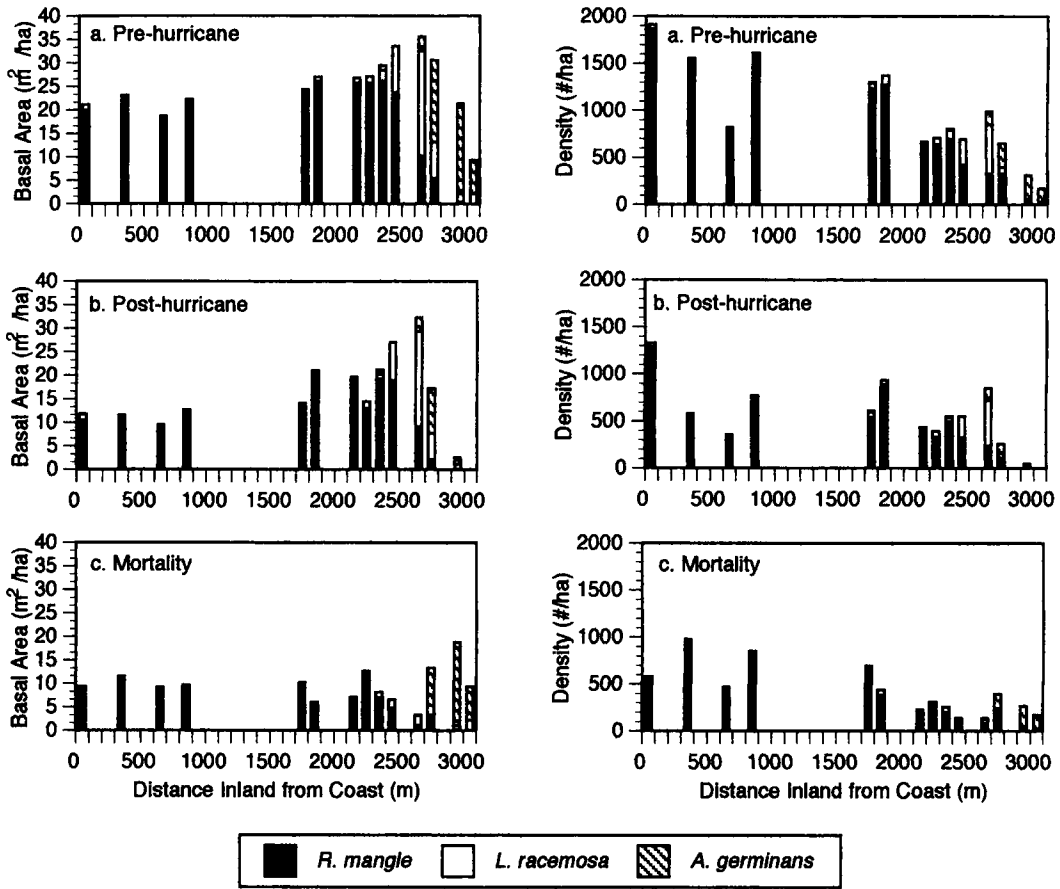 a. Pre-hurricane
Basal Area (m² /ha)
40
35
30
25
20
15
10
5
0
0 500 1000 1500 2000 2500 3000
a. Pre-hurricane
Density (#/ha)
2000
1500
1000
500
0
0 500 1000 1500 2000 2500 3000
b. Post-hurricane
Basal Area (m² /ha)
40
35
30
25
20
15
10
5
0
0 500 1000 1500 2000 2500 3000
b. Post-hurricane
Density (#/ha)
2000
1500
1000
500
0
0 500 1000 1500 2000 2500 3000
c. Mortality
Basal Area (m² /ha)
40
35
30
25
20
15
10
5
0
0 500 1000 1500 2000 2500 3000
Distance Inland from Coast (m)
c. Mortality
Density (#/ha)
2000
1500
1000
500
0
0 500 1000 1500 2000 2500 3000
Distance Inland from Coast (m)
R. mangle L. racemosa A. germinans